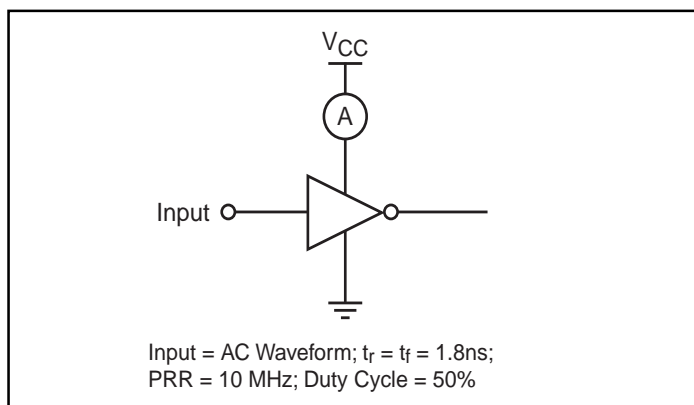 VCC
A
Input
Input = AC Waveform; tr = tf = 1.8ns;
PRR = 10 MHz; Duty Cycle = 50%